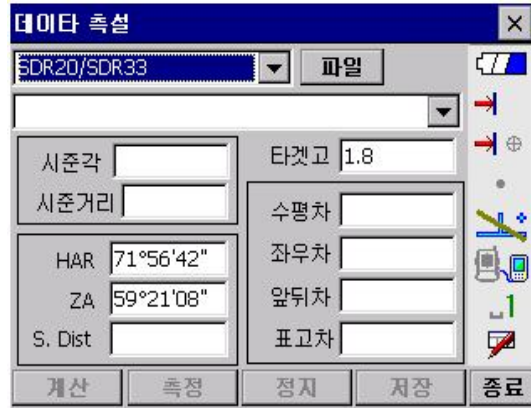 데이타 측설
SDR20/SDR33
파일
시준각
타겟고 1.8
시준거리
수평차
HAR 71°56'42"
좌우차
ZA 59°21'08"
앞뒤차
S. Dist
표고차
1
계산 측정 정지 저장 종료